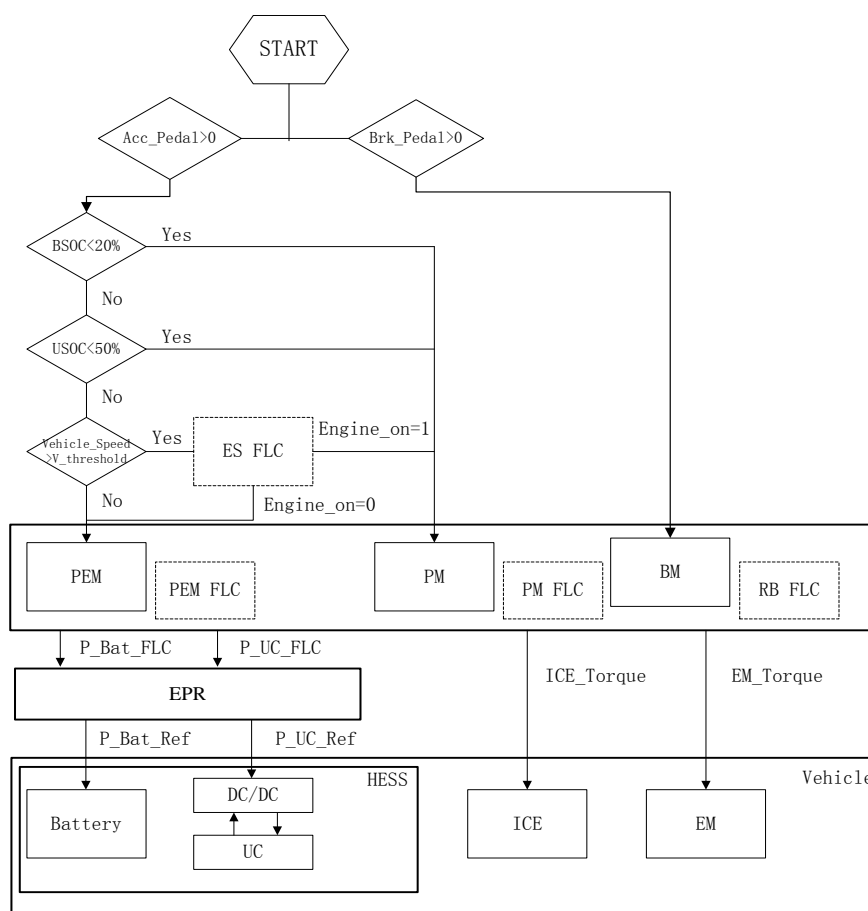 START
Acc_Pedal>0
Brk_Pedal>0
BSOC<20%
Yes
No
USOC<50%
Yes
No
Vehicle_Speed
>V_threshold
Yes
ES FLC
Engine_on=1
No
Engine_on=0
PEM
PEM FLC
PM
PM FLC
BM
RB FLC
P_Bat_FLC
P_UC_FLC
ICE_Torque
EM_Torque
EPR
P_Bat_Ref
P_UC_Ref
HESS
Vehicle
DC/DC
Battery
UC
ICE
EM